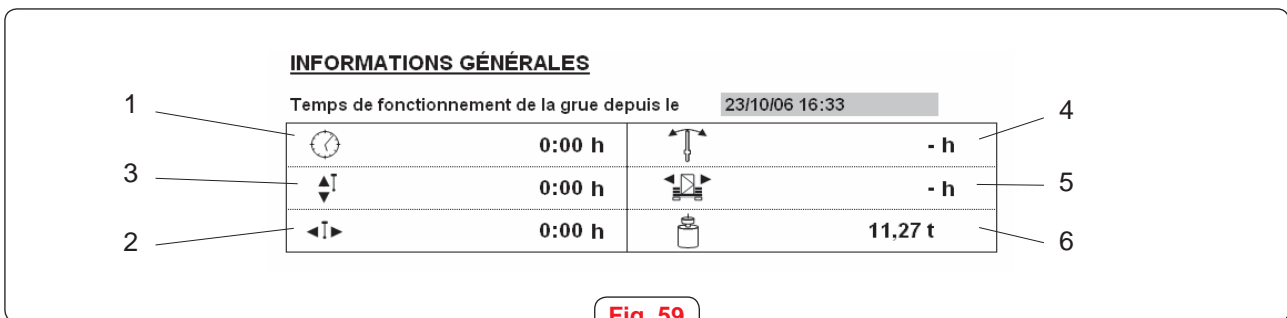 INFORMATIONS GÉNÉRALES
Temps de fonctionnement de la grue depuis le 23/10/06 16:33
1 0:00 h - h 4
3 0:00 h - h 5
2 0:00 h 11,27 t 6
Fig. 59